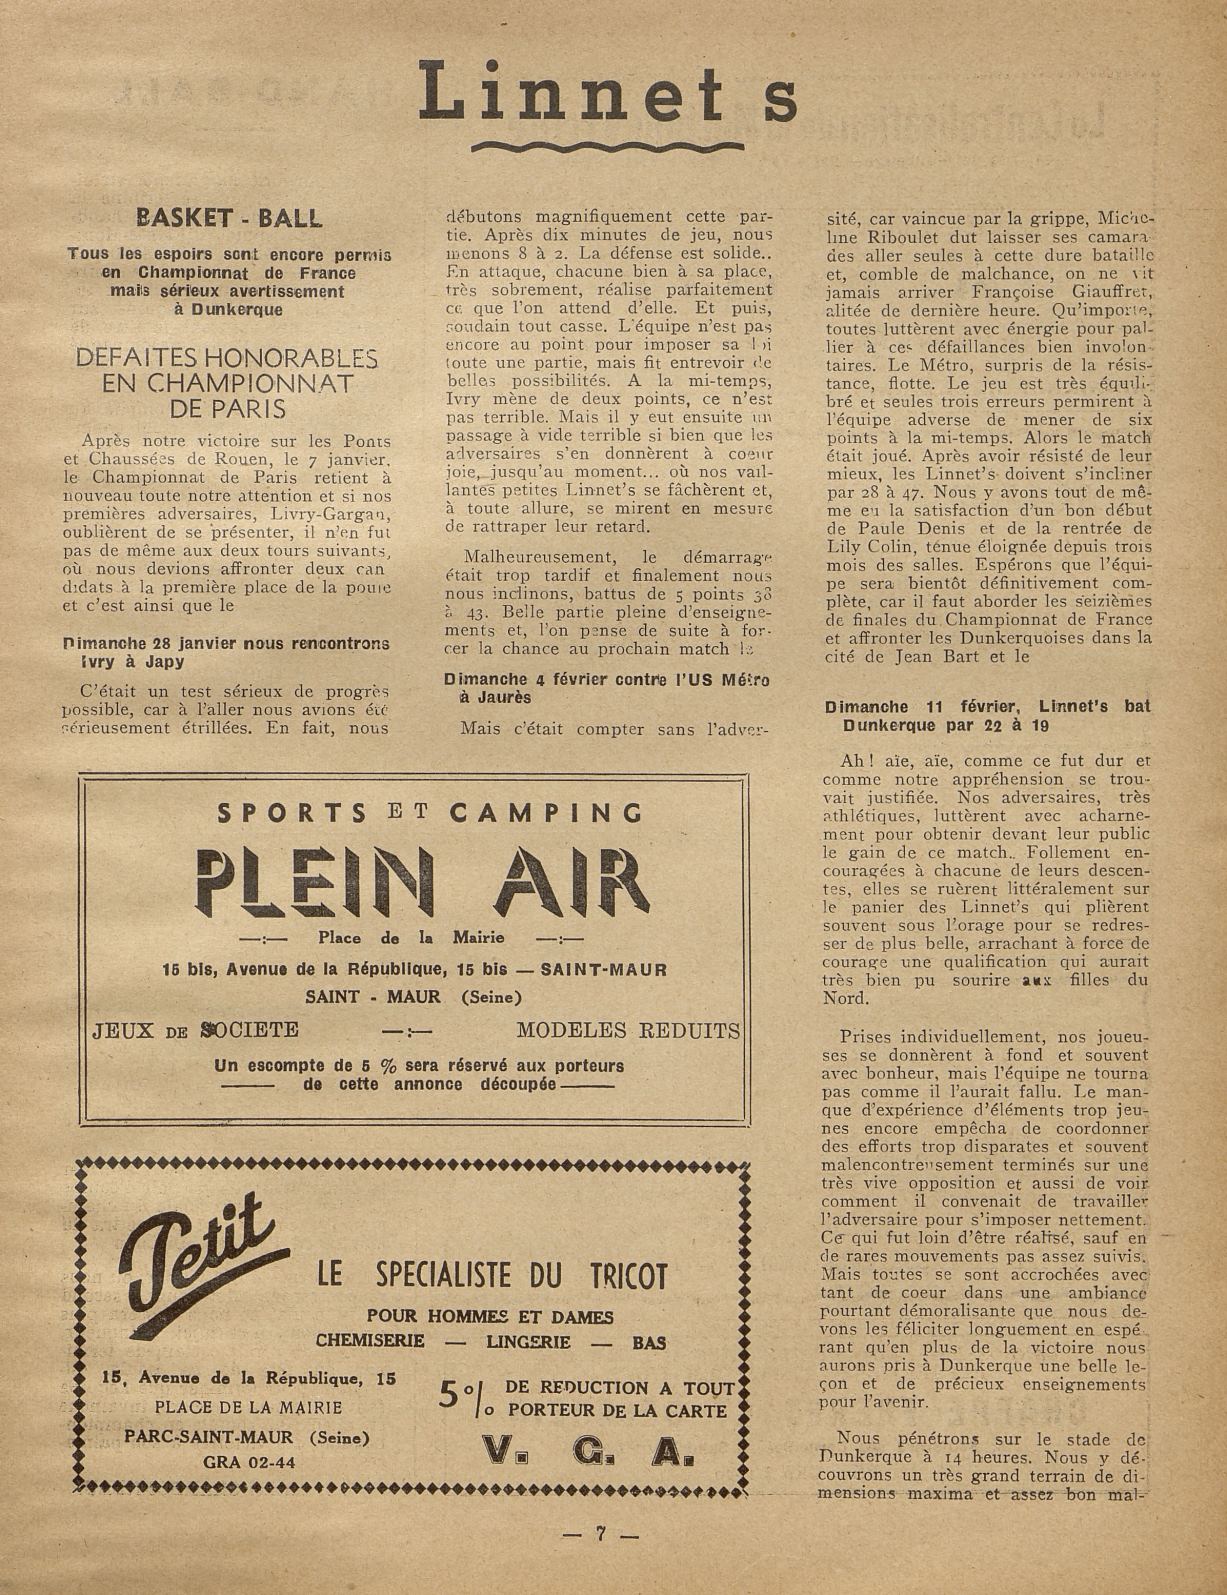 Linnet s
BASKET - BALL
Tous les espoirs sont encore permis
en Championnat de France
mais sérieux avertissement
à Dunkerque
DEFAITES HONORABLES
EN CHAMPIONNAT
DE PARIS
Après notre victoire sur les Ponts
et Chaussées de Rouen, le 7 janvier,
le Championnat de Paris retient à
nouveau toute notre attention et si nos
premières adversaires, Livry-Gargan,
oublièrent de se présenter, il n'en fut
pas de même aux deux tours suivants,
où nous devions affronter deux can
didats à la première place de la poule
et c'est ainsi que le
Dimanche 28 janvier nous rencontrons
Ivry à Japy
C'était un test sérieux de progrès
possible, car à l'aller nous avions été
sérieusement étrillées. En fait, nous
débutons magnifiquement cette par-
tie. Après dix minutes de jeu, nous
menons 8 à 2. La défense est solide..
En attaque, chacune bien à sa place,
très sobrement, réalise parfaitement
ce que l'on attend d'elle. Et puis,
soudain tout casse. L'équipe n'est pas
encore au point pour imposer sa loi
toute une partie, mais fit entrevoir de
belles possibilités. A la mi-temps,
Ivry mène de deux points, ce n'est
pas terrible. Mais il y eut ensuite un
passage à vide terrible si bien que les
adversaires s'en donnèrent à coeur
joie, jusqu'au moment... où nos vail-
lantes petites Linnet's se fâchèrent et,
à toute allure, se mirent en mesure
de rattraper leur retard.
Malheureusement, le démarrage
était trop tardif et finalement nous
nous inclinons, battus de 5 points 38
à 43. Belle partie pleine d'enseigne-
ments et, l'on pense de suite à for-
cer la chance au prochain match le
Dimanche 4 février contre l'US Métro
à Jaurès
Mais c'était compter sans l'adver-
sité, car vaincue par la grippe, Miche-
line Riboulet dut laisser ses camara-
des aller seules à cette dure bataille
et, comble de malchance, on ne vit
jamais arriver Françoise Giauffret,
alitée de dernière heure. Qu'importe,
toutes luttèrent avec énergie pour pal-
lier à ces défaillances bien involon-
taires. Le Métro, surpris de la résis-
tance, flotte. Le jeu est très équili-
bré et seules trois erreurs permirent à
l'équipe adverse de mener de six
points à la mi-temps. Alors le match
était joué. Après avoir résisté de leur
mieux, les Linnet's doivent s'incliner
par 28 à 47. Nous y avons tout de mê-
me eu la satisfaction d'un bon début
de Paule Denis et de la rentrée de
Lily Colin, ténue éloignée depuis trois
mois des salles. Espérons que l'équi-
pe sera bientôt définitivement com-
plète, car il faut aborder les seizièmes
de finales du Championnat de France
et affronter les Dunkerquoises dans la
cité de Jean Bart et le
Dimanche 11 février, Linnet's bat
Dunkerque par 22 à 19
Ah! aïe, aïe, comme ce fut dur et
comme notre appréhension se trou-
vait justifiée. Nos adversaires, très
athlétiques, luttèrent avec acharne-
ment pour obtenir devant leur public
le gain de ce match.. Follement en-
couragées à chacune de leurs descen-
tes, elles se ruèrent littéralement sur
le panier des Linnet's qui plièrent
souvent sous l'orage pour se redres-
ser de plus belle, arrachant à force de
courage une qualification qui aurait
très bien pu sourire aux filles du
Nord.
Prises individuellement, nos joueu-
ses se donnèrent à fond et souvent
avec bonheur, mais l'équipe ne tourna
pas comme il l'aurait fallu. Le man-
que d'expérience d'éléments trop jeu-
nes encore empêcha de coordonner
des efforts trop disparates et souvent
malencontreusement terminés sur une
très vive opposition et aussi de voir
comment il convenait de travailler
l'adversaire pour s'imposer nettement.
Ce qui fut loin d'être réalisé, sauf en
de rares mouvements pas assez suivis.
Mais toutes se sont accrochées avec
tant de coeur dans une ambiance
pourtant démoralisante que nous de-
vons les féliciter longuement en espé
rant qu'en plus de la victoire nous
aurons pris à Dunkerque une belle le-
çon et de précieux enseignements
pour l'avenir.
Nous pénétrons sur le stade de
Dunkerque à 14 heures. Nous y dé-
couvrons un très grand terrain de di-
mensions maxima et assez bon mal-
SPORTS ET CAMPING
PLEIN AIR
—:— Place de la Mairie —:—
15 bis, Avenue de la République, 15 bis — SAINT-MAUR
SAINT - MAUR (Seine)
JEUX DE SOCIETE —:— MODELES REDUITS
Un escompte de 5 % sera réservé aux porteurs
de cette annonce découpée
Petit
LE SPECIALISTE DU TRICOT
POUR HOMMES ET DAMES
CHEMISERIE — LINGERIE — BAS
15, Avenue de la République, 15
PLACE DE LA MAIRIE
PARC-SAINT-MAUR (Seine)
GRA 02-44
5 % DE REDUCTION A TOUT
PORTEUR DE LA CARTE
V. G. A.
— 7 —